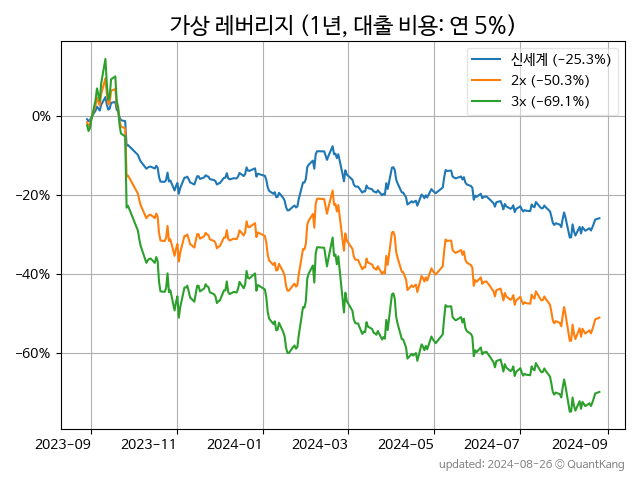 가상 레버리지 (1년, 대출 비용: 연 5%)
신세계 (−25.3%)
2x (−50.3%)
3x (−69.1%)
0%
−20%
−40%
−60%
2023-09 2023-11 2024-01 2024-03 2024-05 2024-07 2024-09
updated: 2024-08-26 © QuantKang